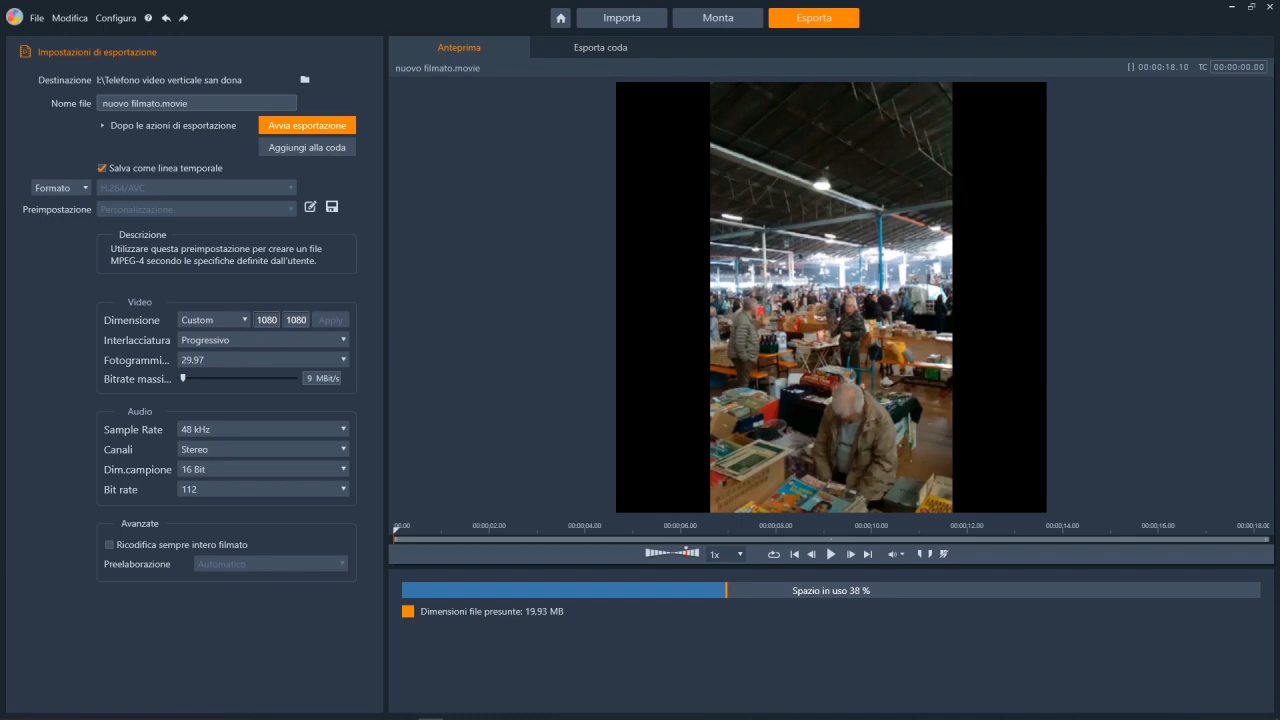 File Modifica Configura
Importa Monta Esporta
Impostazioni di esportazione
Destinazione I:\Telefono video verticale san dona
Nome file nuovo filmato.movie
Dopo le azioni di esportazione Avvia esportazione
Aggiungi alla coda
Salva come linea temporale
Formato H.264/AVC
Preimpostazione Personalizzazione
Descrizione
Utilizzare questa preimpostazione per creare un file
MPEG-4 secondo le specifiche definite dall'utente.
Video
Dimensione Custom 1080 1080 Apply
Interlacciatura Progressivo
Fotogrammi... 29.97
Bitrate massi... 9 MBit/s
Audio
Sample Rate 48 kHz
Canali Stereo
Dim.campione 16 Bit
Bit rate 112
Avanzate
Ricodifica sempre intero filmato
Preelaborazione Automatico
Anteprima Esporta coda
nuovo filmato.movie [ ] 00:00:18.10 TC 00:00:00.00
00.00 00:00:02.00 00:00:04.00 00:00:06.00 00:00:08.00 00:00:10.00 00:00:12.00 00:00:14.00 00:00:16.00 00:00:18.00
1x
Spazio in uso 38 %
Dimensioni file presunte: 19,93 MB